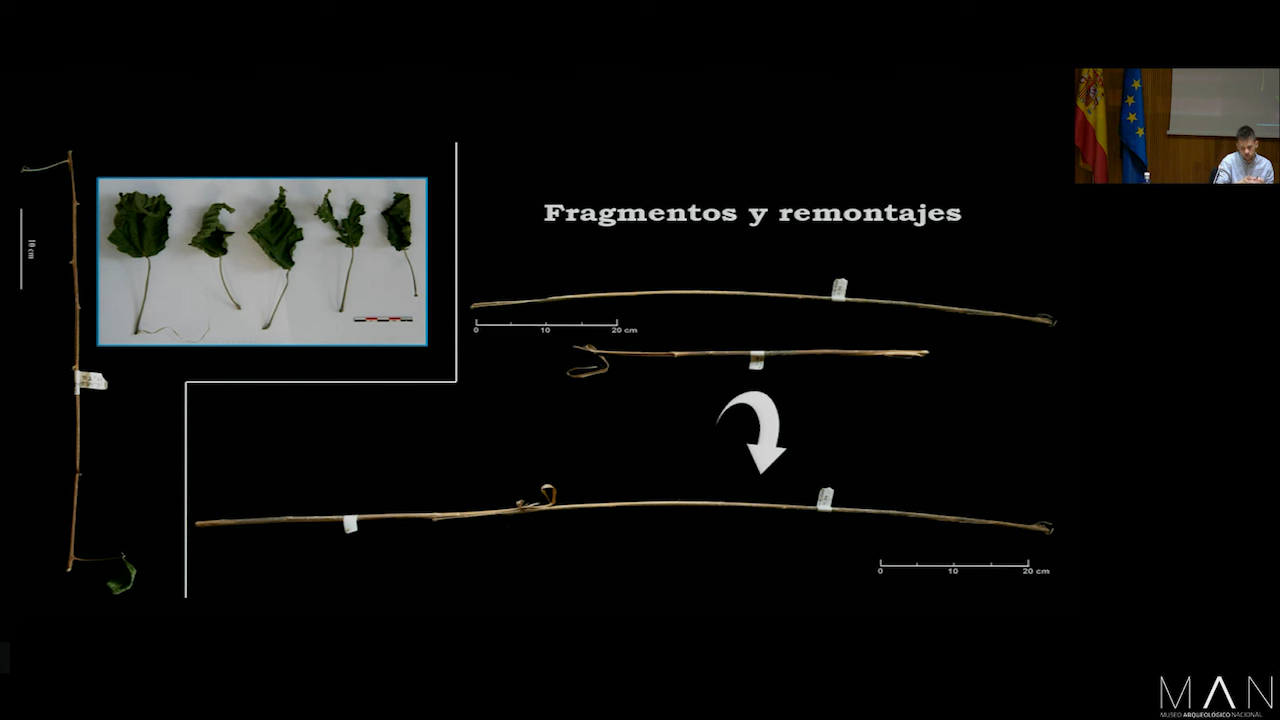 10 cm
Fragmentos y remontajes
0 10 20 cm
0 10 20 cm
MAN
MUSEO ARQUEOLÓGICO NACIONAL